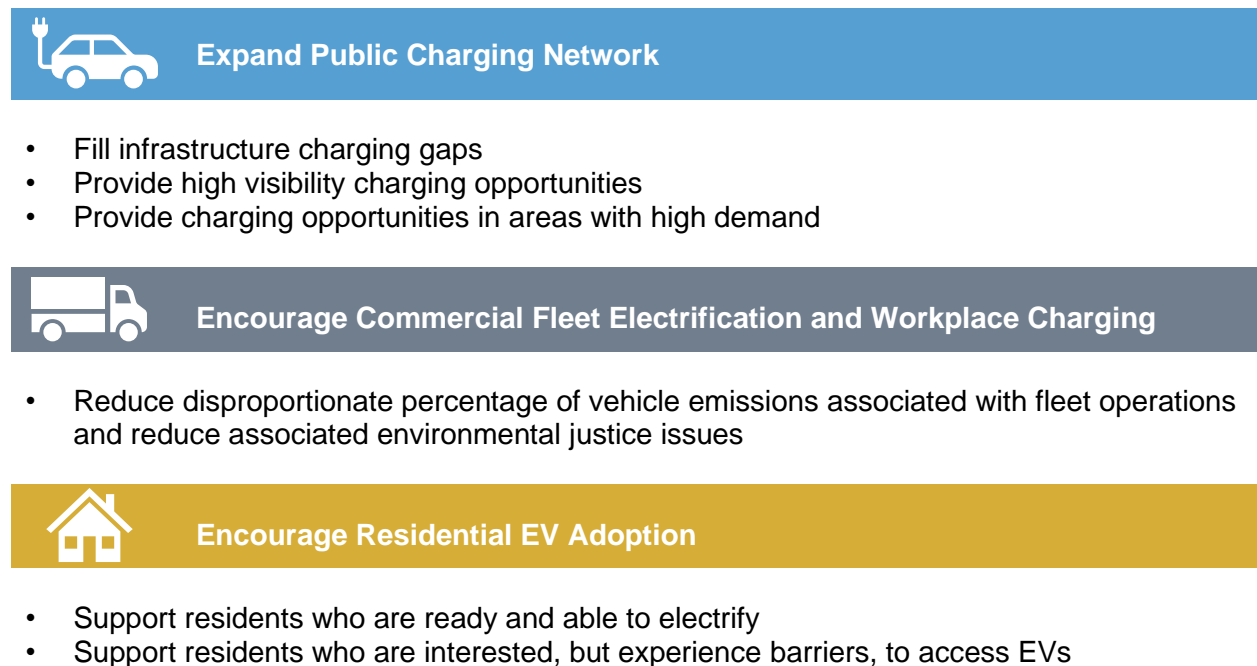 Expand Public Charging Network
• Fill infrastructure charging gaps
• Provide high visibility charging opportunities
• Provide charging opportunities in areas with high demand
Encourage Commercial Fleet Electrification and Workplace Charging
• Reduce disproportionate percentage of vehicle emissions associated with fleet operations
and reduce associated environmental justice issues
Encourage Residential EV Adoption
• Support residents who are ready and able to electrify
• Support residents who are interested, but experience barriers, to access EVs